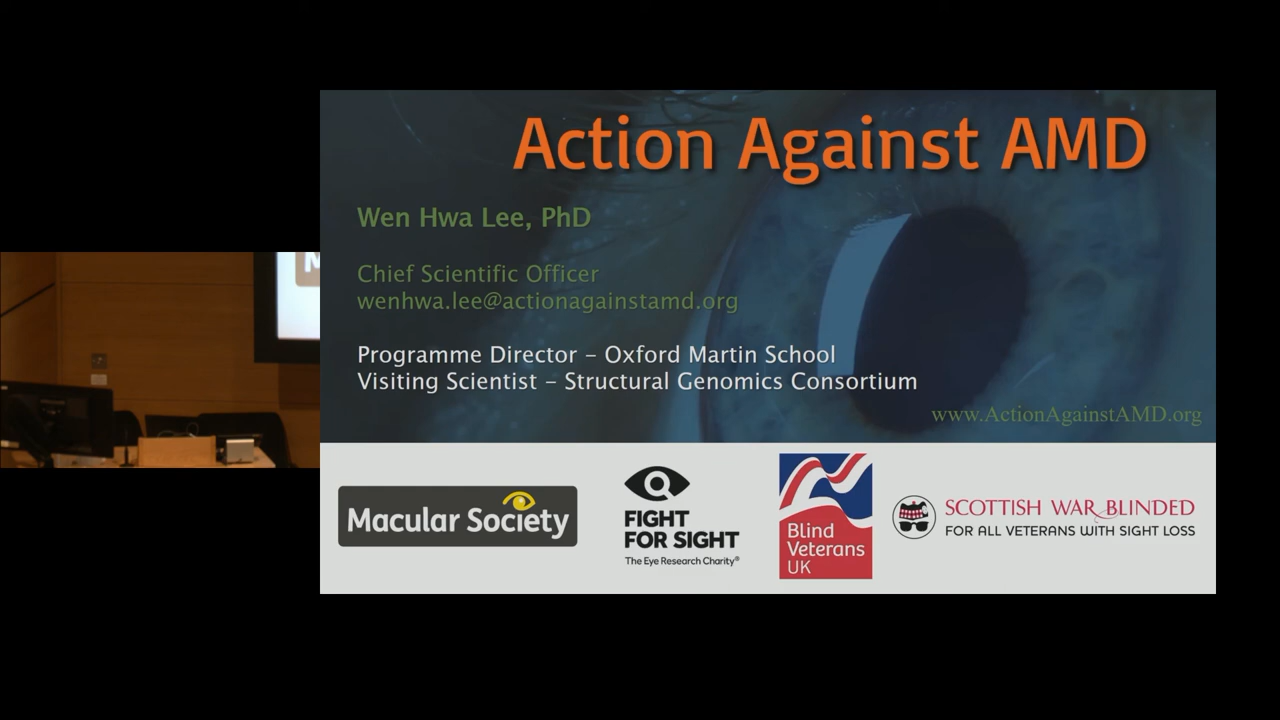 Action Against AMD
Wen Hwa Lee, PhD
Chief Scientific Officer
wenhwa.lee@actionagainstamd.org
Programme Director – Oxford Martin School
Visiting Scientist – Structural Genomics Consortium
www.ActionAgainstAMD.org
Macular Society
FIGHT
FOR SIGHT
The Eye Research Charity®
Blind
Veterans
UK
SCOTTISH WAR BLINDED
FOR ALL VETERANS WITH SIGHT LOSS
M